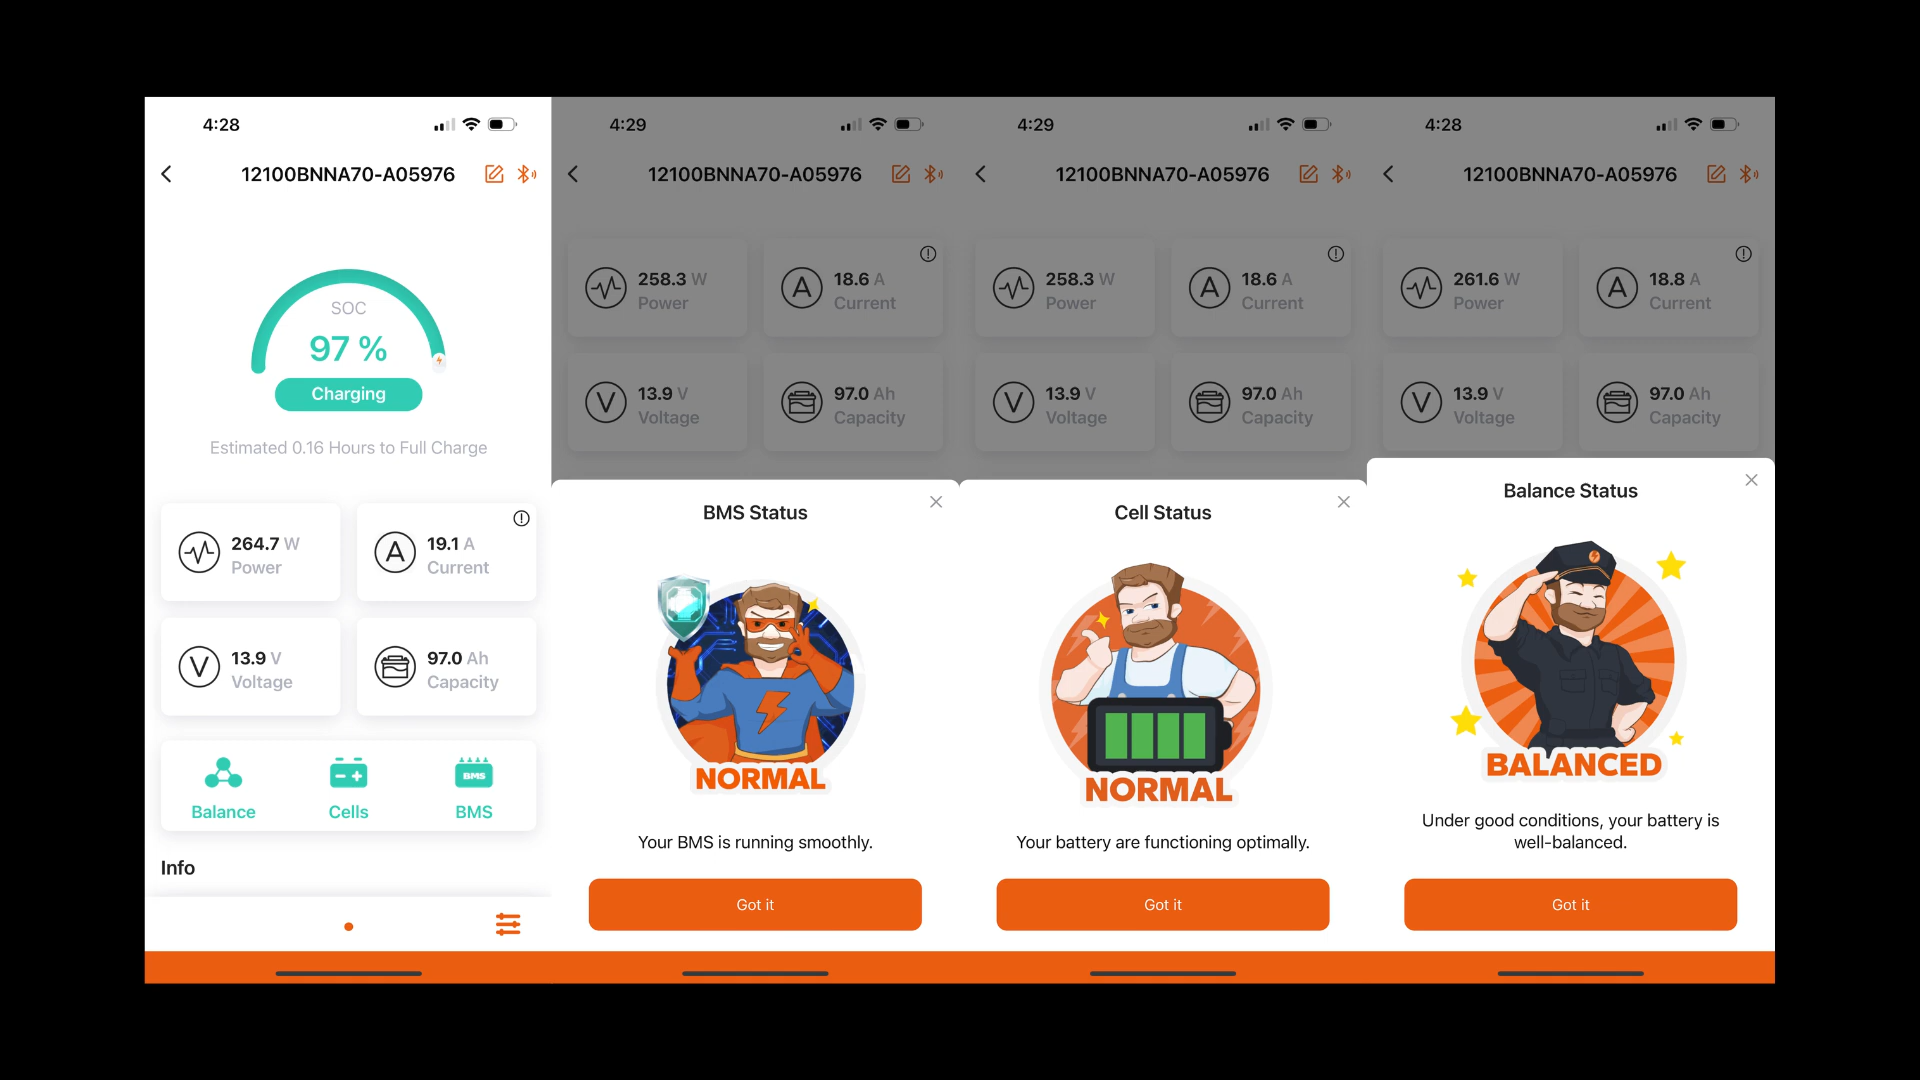 4:28
12100BNNA70-A05976
SOC
97 %
Charging
Estimated 0.16 Hours to Full Charge
264.7 W
Power
19.1 A
Current
13.9 V
Voltage
97.0 Ah
Capacity
Balance
Cells
BMS
BMS
Info
4:29
12100BNNA70-A05976
258.3 W
Power
18.6 A
Current
13.9 V
Voltage
97.0 Ah
Capacity
BMS Status
NORMAL
Your BMS is running smoothly.
Got it
4:29
12100BNNA70-A05976
258.3 W
Power
18.6 A
Current
13.9 V
Voltage
97.0 Ah
Capacity
Cell Status
NORMAL
Your battery are functioning optimally.
Got it
4:28
12100BNNA70-A05976
261.6 W
Power
18.8 A
Current
13.9 V
Voltage
97.0 Ah
Capacity
Balance Status
BALANCED
Under good conditions, your battery is
well-balanced.
Got it